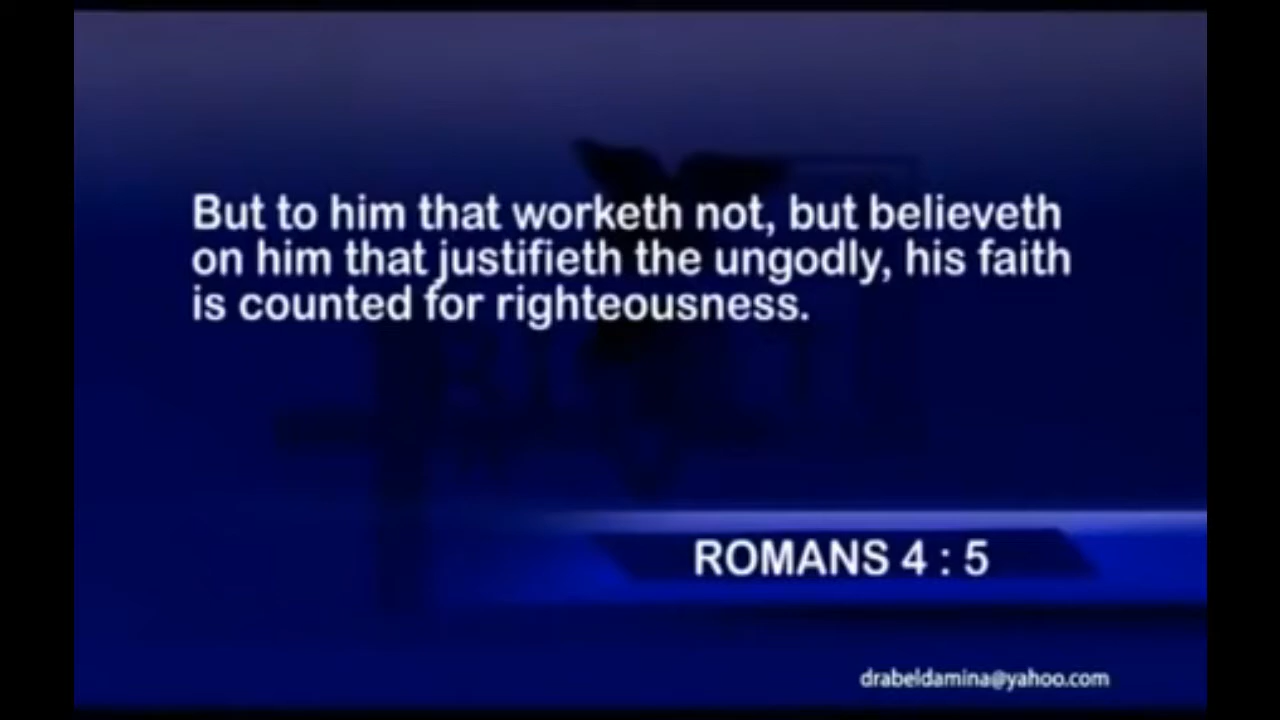 But to him that worketh not, but believeth
on him that justifieth the ungodly, his faith
is counted for righteousness.
ROMANS 4 : 5
drabeldamina@yahoo.com